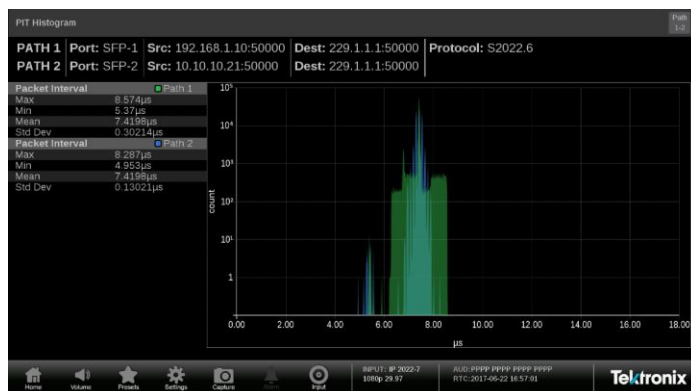 PIT Histogram
Path
1-2
PATH 1 Port: SFP-1 Src: 192.168.1.10:50000 Dest: 229.1.1.1:50000 Protocol: S2022.6
PATH 2 Port: SFP-2 Src: 10.10.10.21:50000 Dest: 229.1.1.1:50000
Packet Interval Path 1
Max 8.574µs
Min 5.37µs
Mean 7.4198µs
Std Dev 0.30214µs
Packet Interval Path 2
Max 8.287µs
Min 4.953µs
Mean 7.4198µs
Std Dev 0.13021µs
10⁵
10⁴
10³
10²
10¹
1
count
0.00 2.00 4.00 6.00 8.00 10.00 12.00 14.00 16.00 18.00
µs
Home Volume Presets Settings Capture Alarm Input
INPUT: IP 2022-7
1080p 29.97
AUD:PPPP PPPP PPPP PPPP
RTC:2017-06-22 16:57:01
Tektronix